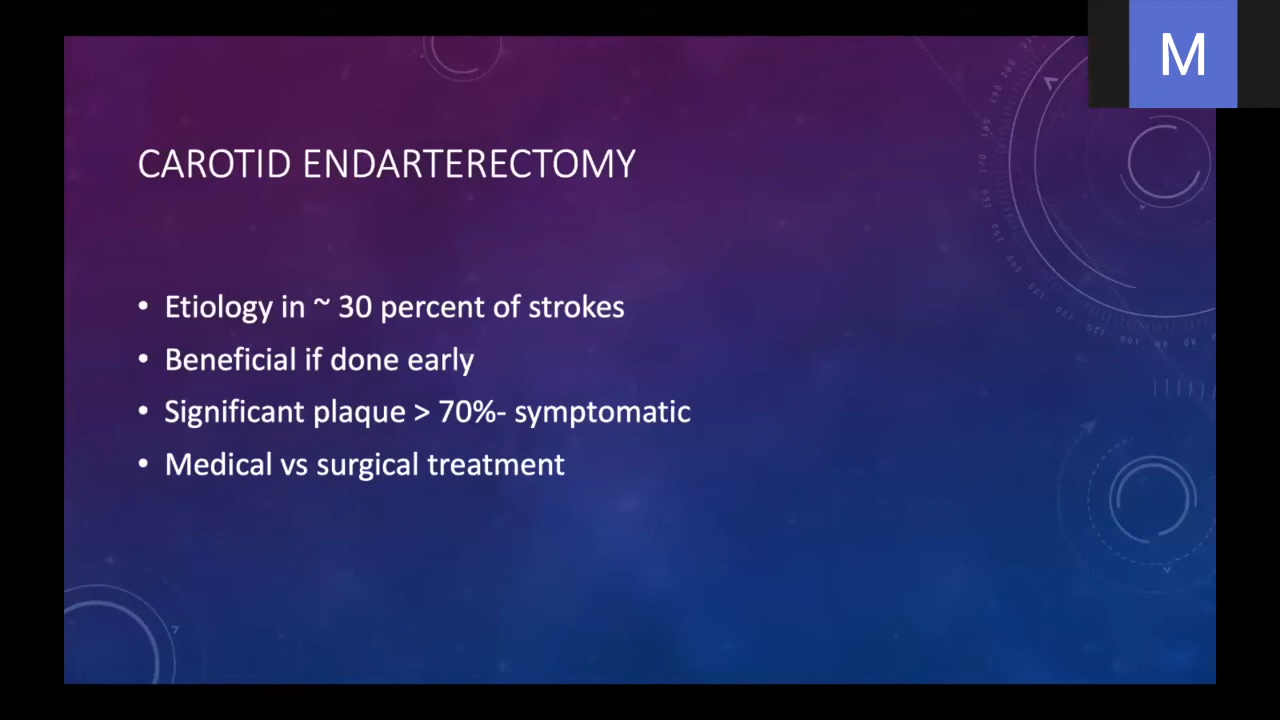 M
CAROTID ENDARTERECTOMY
• Etiology in ~ 30 percent of strokes
• Beneficial if done early
• Significant plaque > 70%- symptomatic
• Medical vs surgical treatment